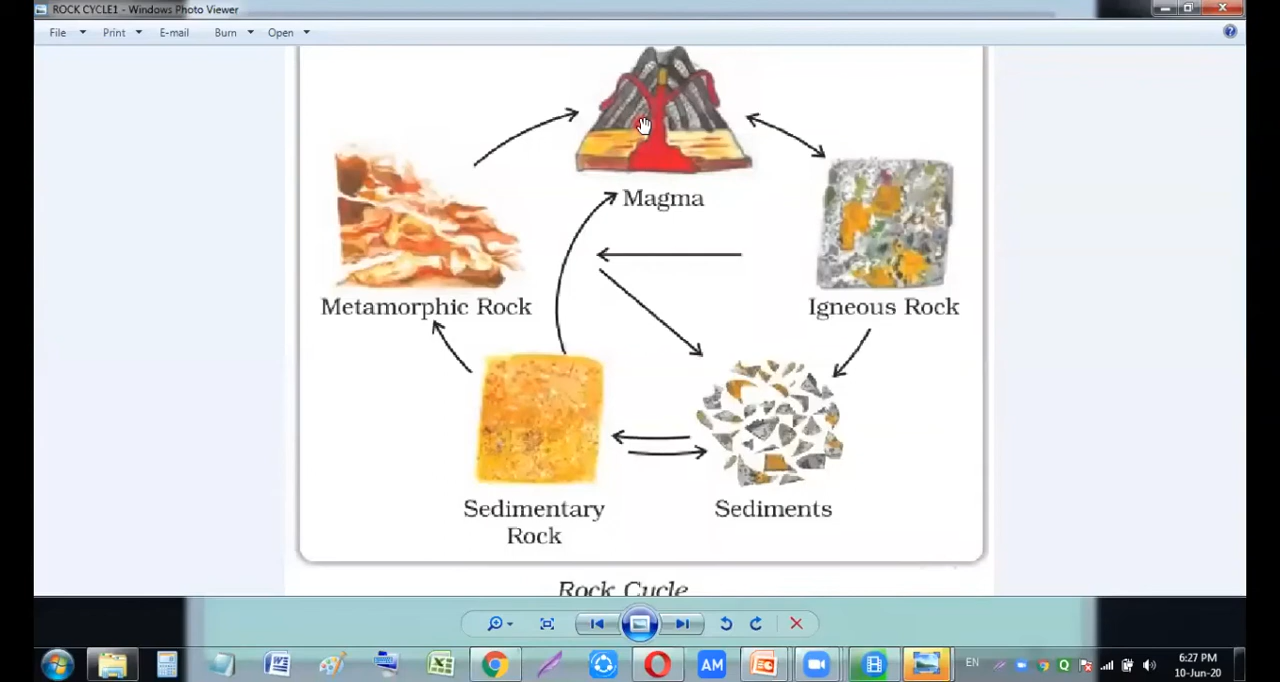 ROCK CYCLE1 - Windows Photo Viewer
File Print E-mail Burn Open
Magma
Metamorphic Rock
Igneous Rock
Sedimentary
Rock
Sediments
Rock Cycle
AM
EN
6:27 PM
10-Jun-20